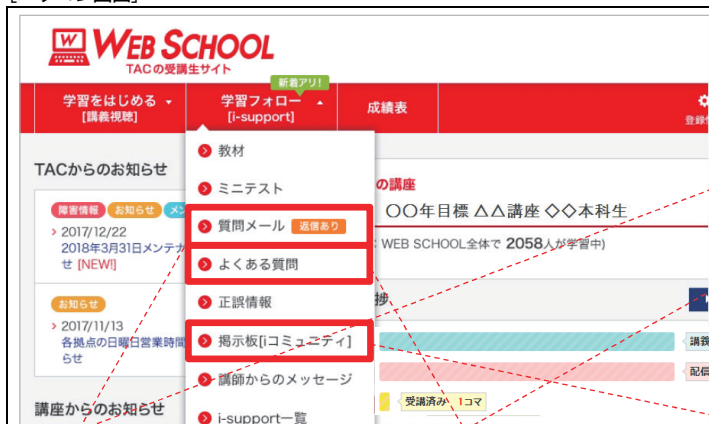 WEB SCHOOL
TACの受講生サイト
新着アリ!
学習をはじめる
[講義視聴]
学習フォロー
[i-support]
成績表
TACからのお知らせ
障害情報 お知らせ
2017/12/22
2018年3月31日メンテナ
せ [NEW!]
お知らせ
2017/11/13
各拠点の日曜日営業時間
らせ
講座からのお知らせ
教材
ミニテスト
質問メール 返信あり
よくある質問
正誤情報
掲示板[iコミュニティ]
講師からのメッセージ
i-support一覧
の講座
〇〇年目標 △△講座 ◇◇本科生
WEB SCHOOL全体で 2058人が学習中)
捗
講義
配信
受講済み 1コマ